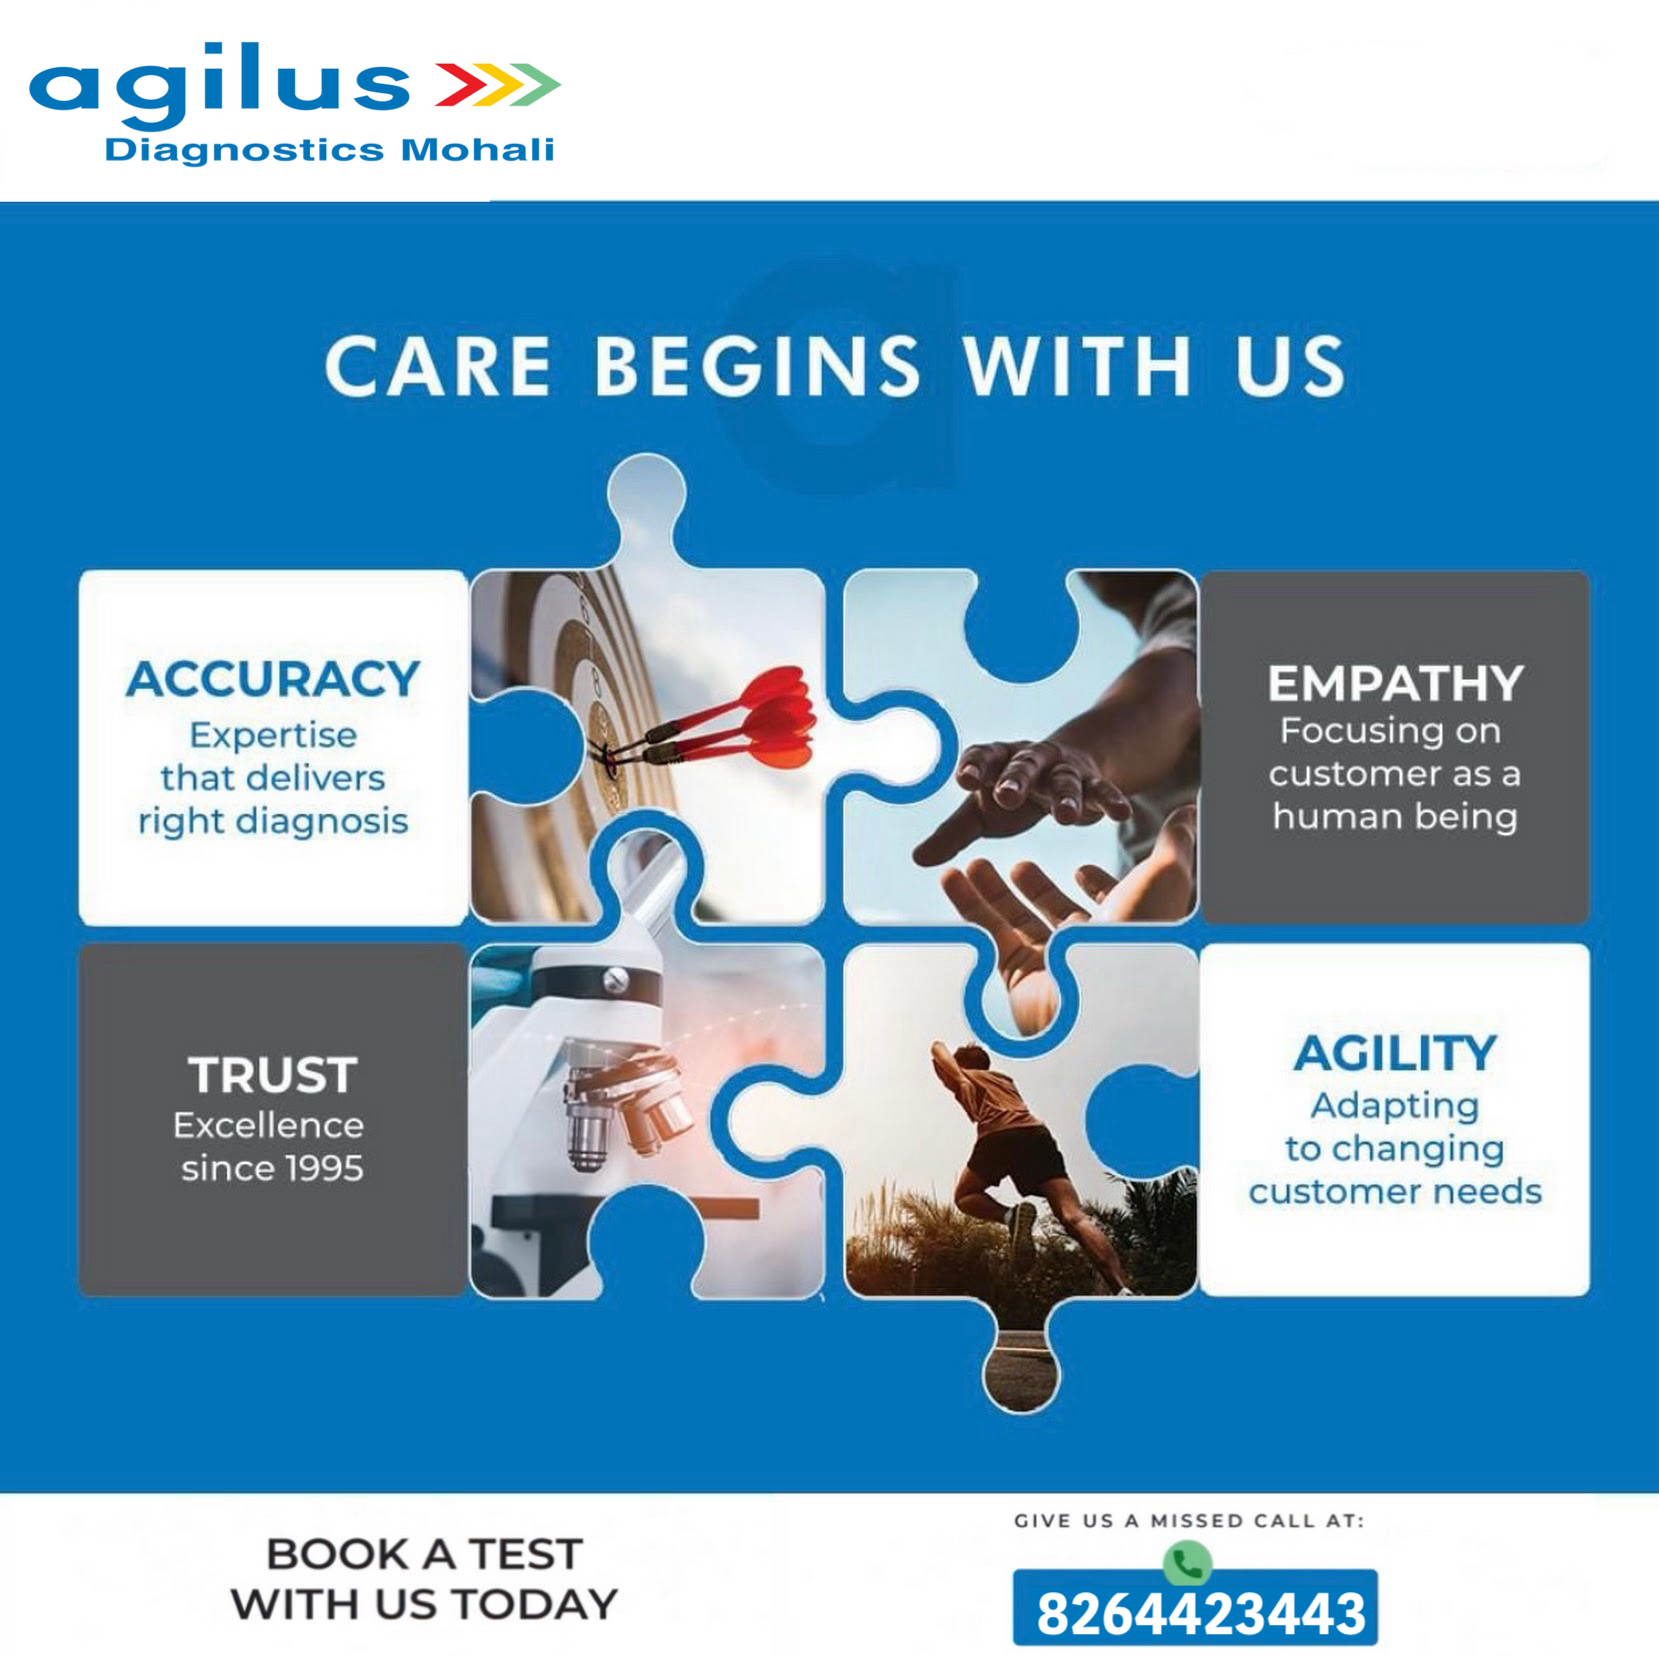 agilus
Diagnostics Mohali
CARE BEGINS WITH US
ACCURACY
Expertise
that delivers
right diagnosis
EMPATHY
Focusing on
customer as a
human being
TRUST
Excellence
since 1995
AGILITY
Adapting
to changing
customer needs
BOOK A TEST
WITH US TODAY
GIVE US A MISSED CALL AT:
8264423443